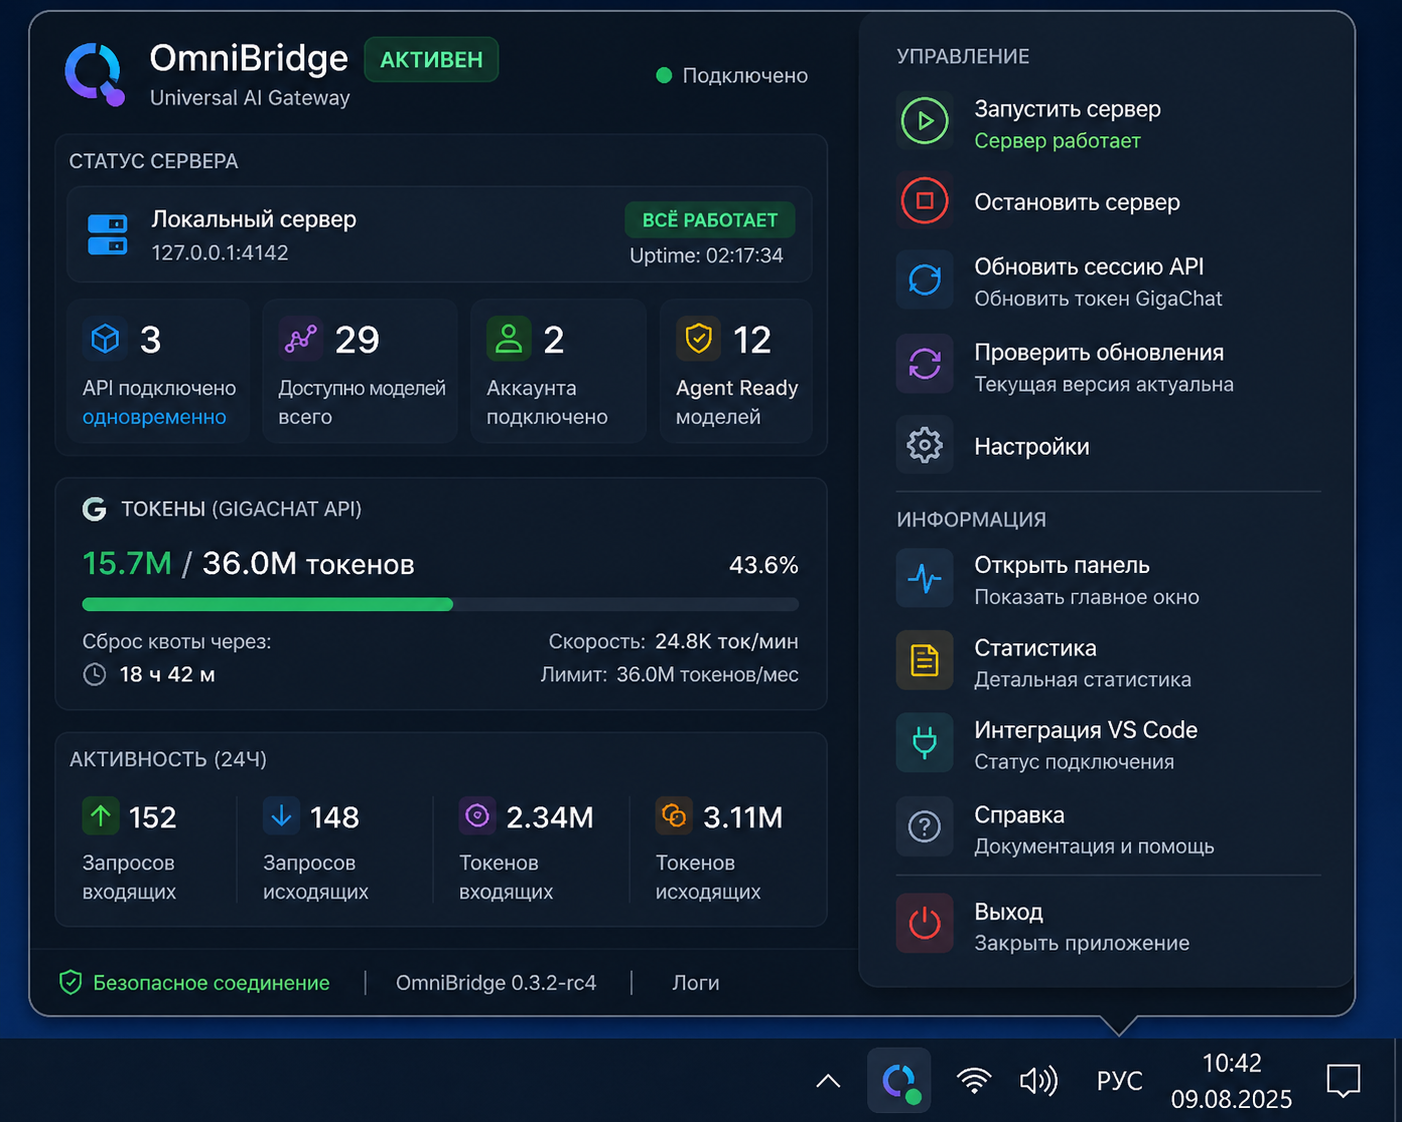 OmniBridge
АКТИВЕН
Universal AI Gateway
Подключено
СТАТУС СЕРВЕРА
Локальный сервер
127.0.0.1:4142
ВСЁ РАБОТАЕТ
Uptime: 02:17:34
3
API подключено
одновременно
29
Доступно моделей
всего
2
Аккаунта
подключено
12
Agent Ready
моделей
ТОКЕНЫ (GIGACHAT API)
15.7M / 36.0M токенов
43.6%
Сброс квоты через:
18 ч 42 м
Скорость: 24.8K ток/мин
Лимит: 36.0M токенов/мес
АКТИВНОСТЬ (24Ч)
152
Запросов
входящих
148
Запросов
исходящих
2.34M
Токенов
входящих
3.11M
Токенов
исходящих
Безопасное соединение
OmniBridge 0.3.2-rc4
Логи
УПРАВЛЕНИЕ
Запустить сервер
Сервер работает
Остановить сервер
Обновить сессию API
Обновить токен GigaChat
Проверить обновления
Текущая версия актуальна
Настройки
ИНФОРМАЦИЯ
Открыть панель
Показать главное окно
Статистика
Детальная статистика
Интеграция VS Code
Статус подключения
Справка
Документация и помощь
Выход
Закрыть приложение
РУС
10:42
09.08.2025